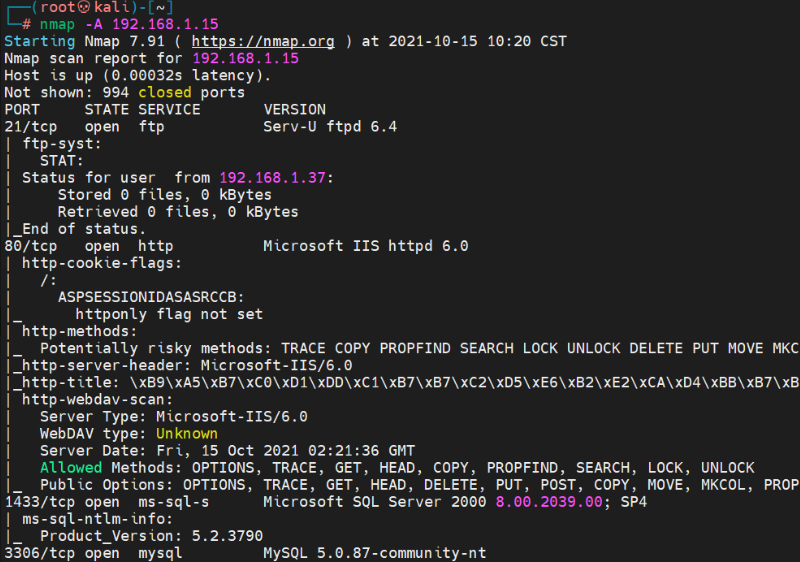 ┌──(root💀kali)-[~]
└─# nmap -A 192.168.1.15
Starting Nmap 7.91 ( https://nmap.org ) at 2021-10-15 10:20 CST
Nmap scan report for 192.168.1.15
Host is up (0.00032s latency).
Not shown: 994 closed ports
PORT     STATE SERVICE       VERSION
21/tcp   open  ftp           Serv-U ftpd 6.4
| ftp-syst:
|   STAT:
| Status for user  from 192.168.1.37:
|     Stored 0 files, 0 kBytes
|     Retrieved 0 files, 0 kBytes
|_End of status.
80/tcp   open  http          Microsoft IIS httpd 6.0
| http-cookie-flags:
|   /:
|     ASPSESSIONIDASASRCCB:
|_      httponly flag not set
| http-methods:
|_  Potentially risky methods: TRACE COPY PROPFIND SEARCH LOCK UNLOCK DELETE PUT MOVE MKC
|_http-server-header: Microsoft-IIS/6.0
|_http-title: \xB9\xA5\xB7\xC0\xD1\xDD\xC1\xB7\xB7\xC2\xD5\xE6\xB2\xE2\xCA\xD4\xBB\xB7\xB
| http-webdav-scan:
|   Server Type: Microsoft-IIS/6.0
|   WebDAV type: Unknown
|   Server Date: Fri, 15 Oct 2021 02:21:36 GMT
|   Allowed Methods: OPTIONS, TRACE, GET, HEAD, COPY, PROPFIND, SEARCH, LOCK, UNLOCK
|_  Public Options: OPTIONS, TRACE, GET, HEAD, DELETE, PUT, POST, COPY, MOVE, MKCOL, PROP
1433/tcp open  ms-sql-s      Microsoft SQL Server 2000 8.00.2039.00; SP4
| ms-sql-ntlm-info:
|_  Product_Version: 5.2.3790
3306/tcp open  mysql         MySQL 5.0.87-community-nt